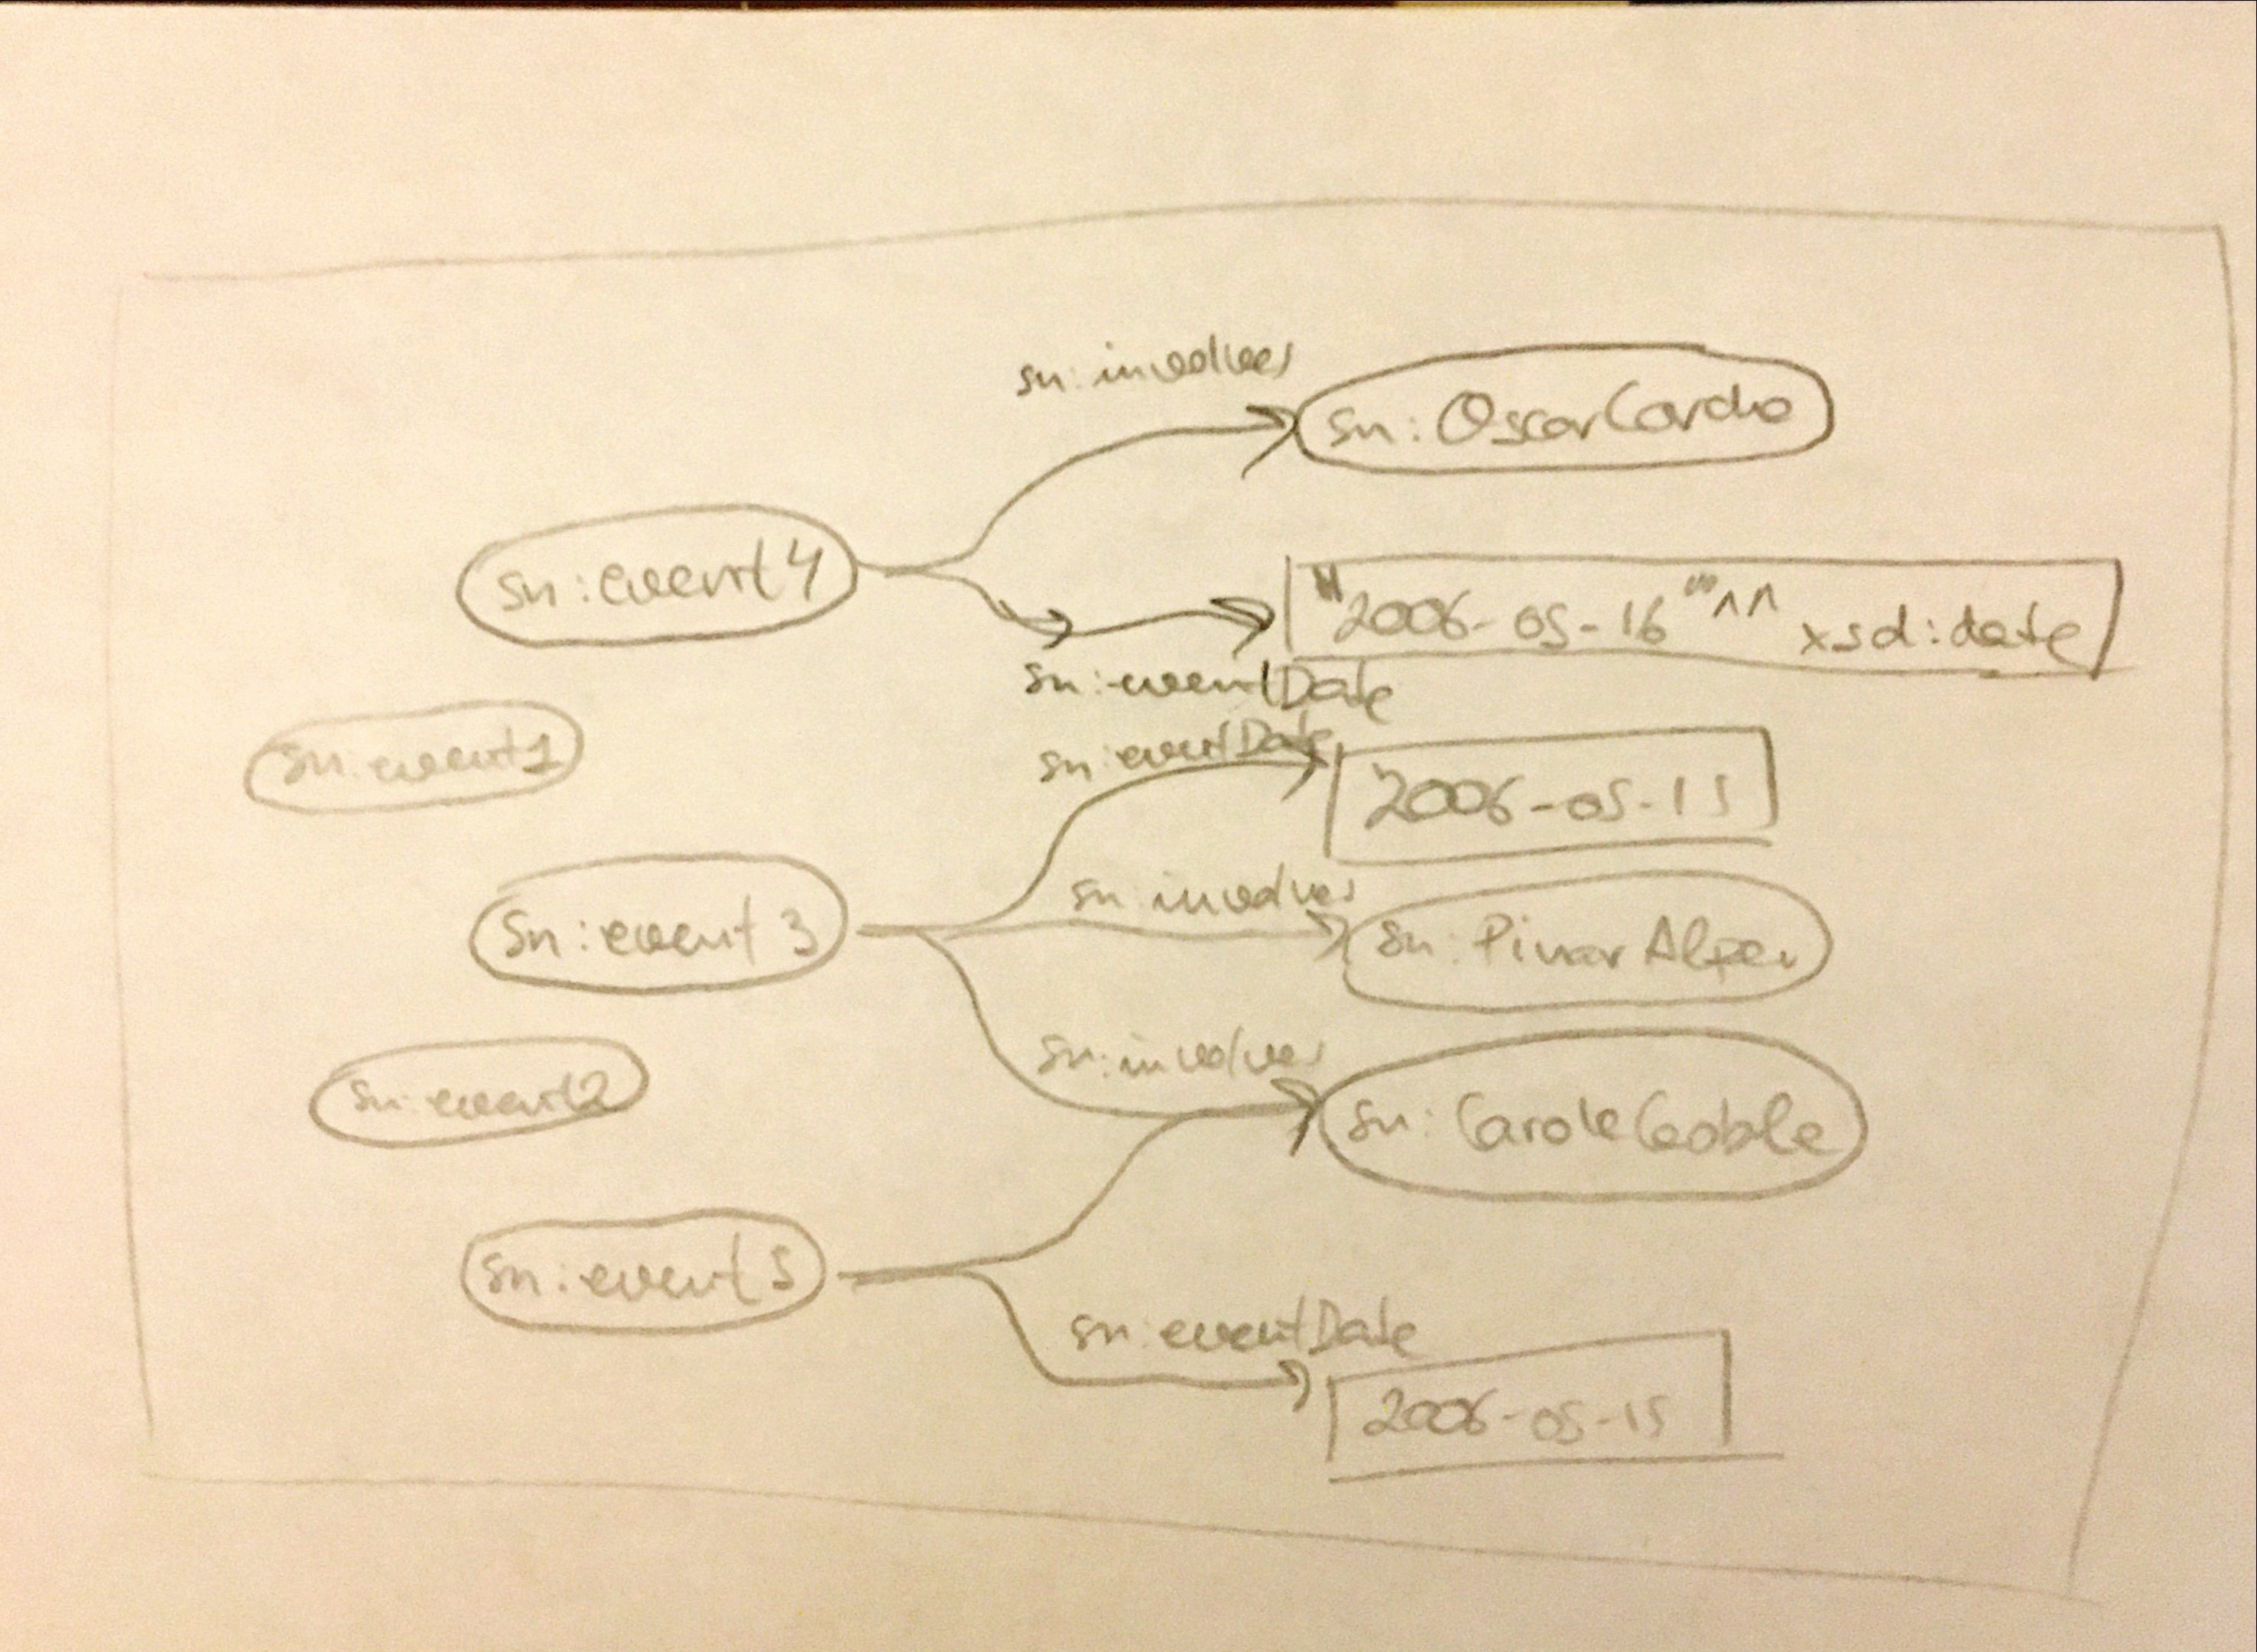 sn:involves
sn:OscarCorcho
sn:event4
"2006-05-16"^^xsd:date
sn:eventDate
sn:eventDate
sn:event1
2006-05-15
sn:involves
sn:event3
sn:PinarAlper
sn:involves
sn:event2
sn:CaroleGoble
sn:event5
sn:eventDate
2006-05-15